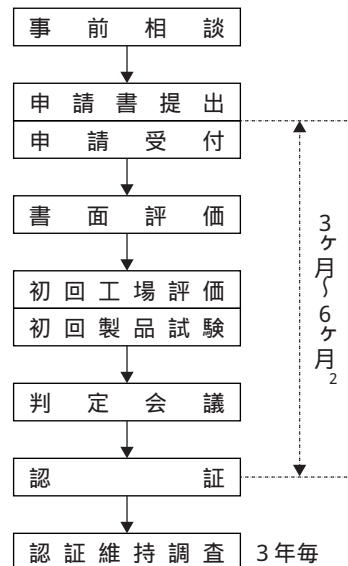 事前相談
申請書提出
申請受付
書面評価
初回工場評価
初回製品試験
判定会議
認証
認証維持調査
3年毎
3ヶ月～6ヶ月2